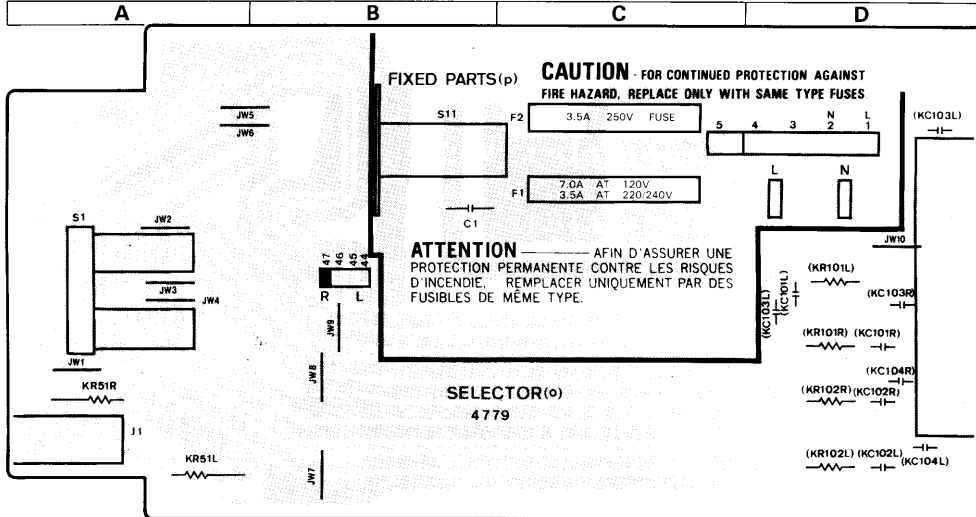 A B C D
FIXED PARTS(p)
CAUTION - FOR CONTINUED PROTECTION AGAINST
FIRE HAZARD, REPLACE ONLY WITH SAME TYPE FUSES
JW5
JW6
S11
F2
3.5A 250V FUSE
5 4 3 N 2 L 1
(KC103L)
F1
7.0A AT 120V
3.5A AT 220/240V
L N
C1
S1
JW2
JW3
JW4
JW1
47 46 45 44
R L
ATTENTION ——— AFIN D'ASSURER UNE
PROTECTION PERMANENTE CONTRE LES RISQUES
D'INCENDIE, REMPLACER UNIQUEMENT PAR DES
FUSIBLES DE MÊME TYPE.
JW10
(KR101L)
(KC103L)
(KC101L)
(KC103R)
JW9
JW8
(KR101R) (KC101R)
(KC104R)
KR51R
SELECTOR(o)
4779
(KR102R) (KC102R)
J1
KR51L
JW7
(KR102L) (KC102L)
(KC104L)